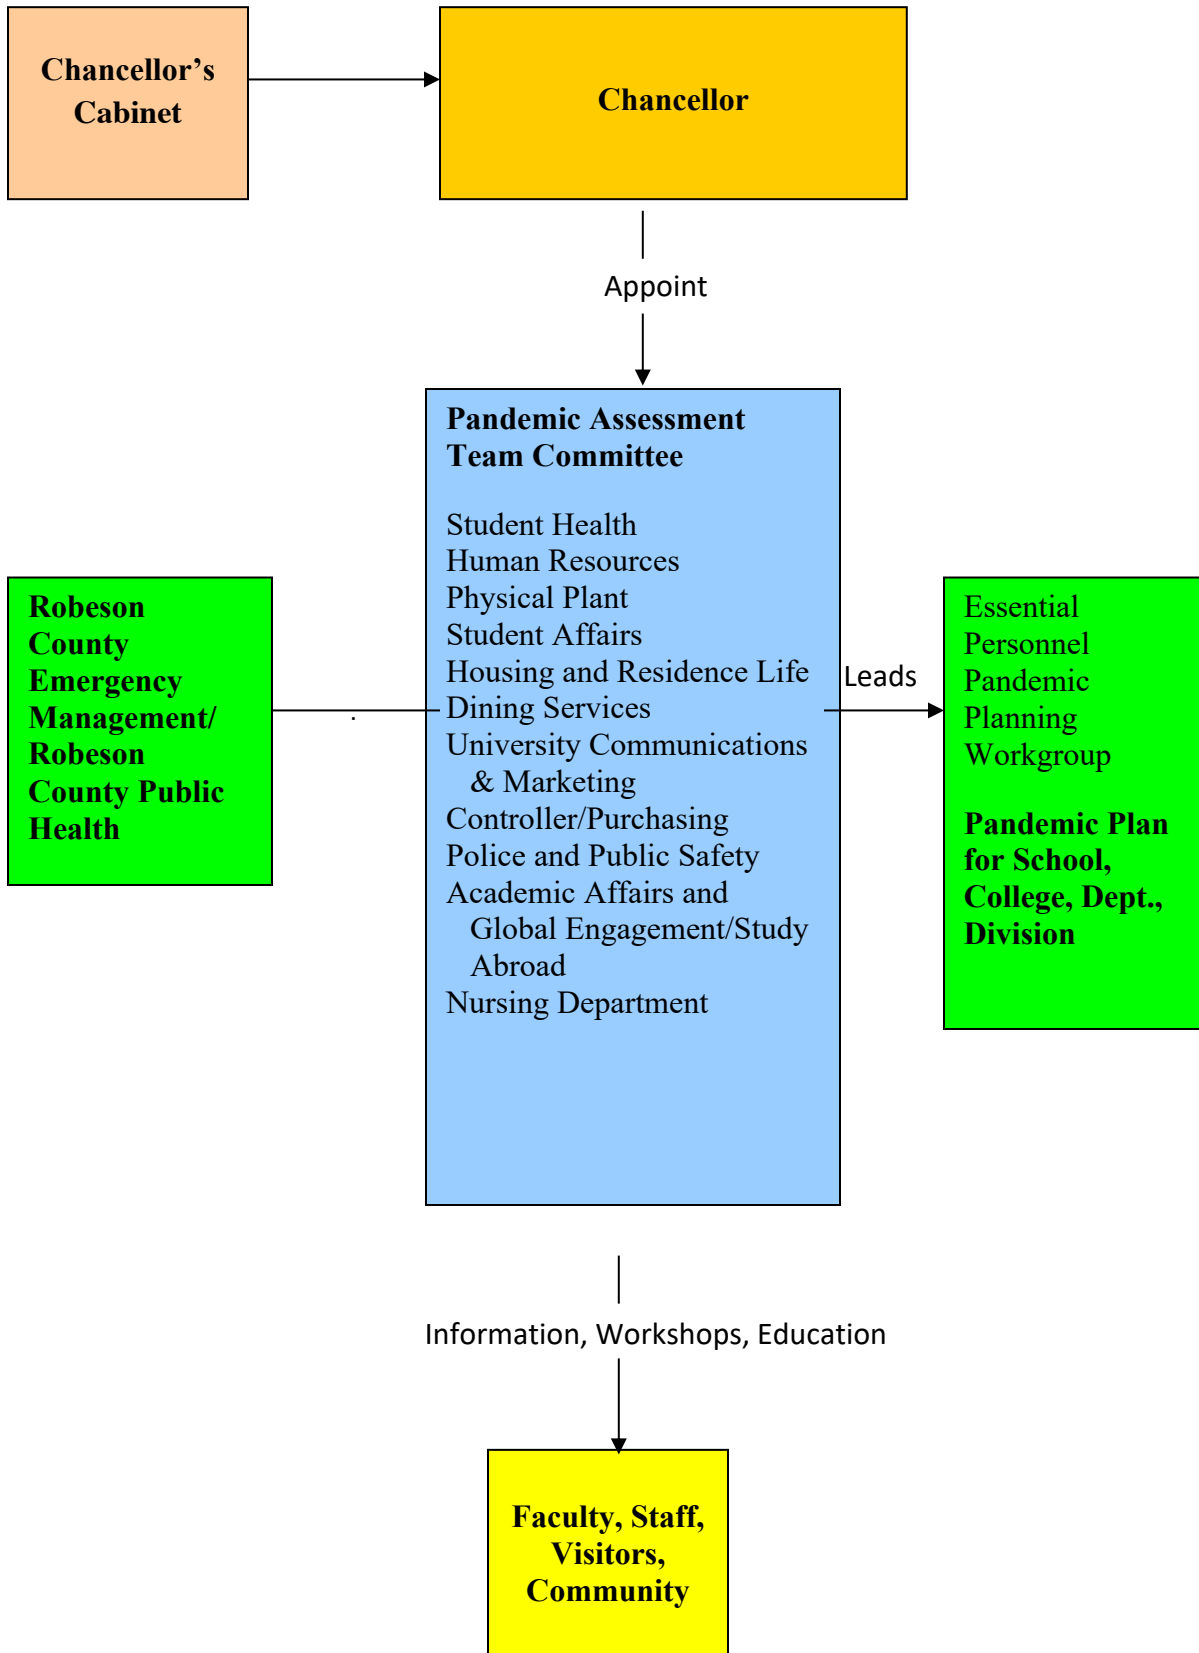 Chancellor’s
Cabinet
Chancellor
Appoint
Pandemic Assessment
Team Committee
Student Health
Human Resources
Physical Plant
Student Affairs
Housing and Residence Life
Dining Services
University Communications
& Marketing
Controller/Purchasing
Police and Public Safety
Academic Affairs and
Global Engagement/Study
Abroad
Nursing Department
Robeson
County
Emergency
Management/
Robeson
County Public
Health
.
Leads
Essential
Personnel
Pandemic
Planning
Workgroup
Pandemic Plan
for School,
College, Dept.,
Division
Information, Workshops, Education
Faculty, Staff,
Visitors,
Community